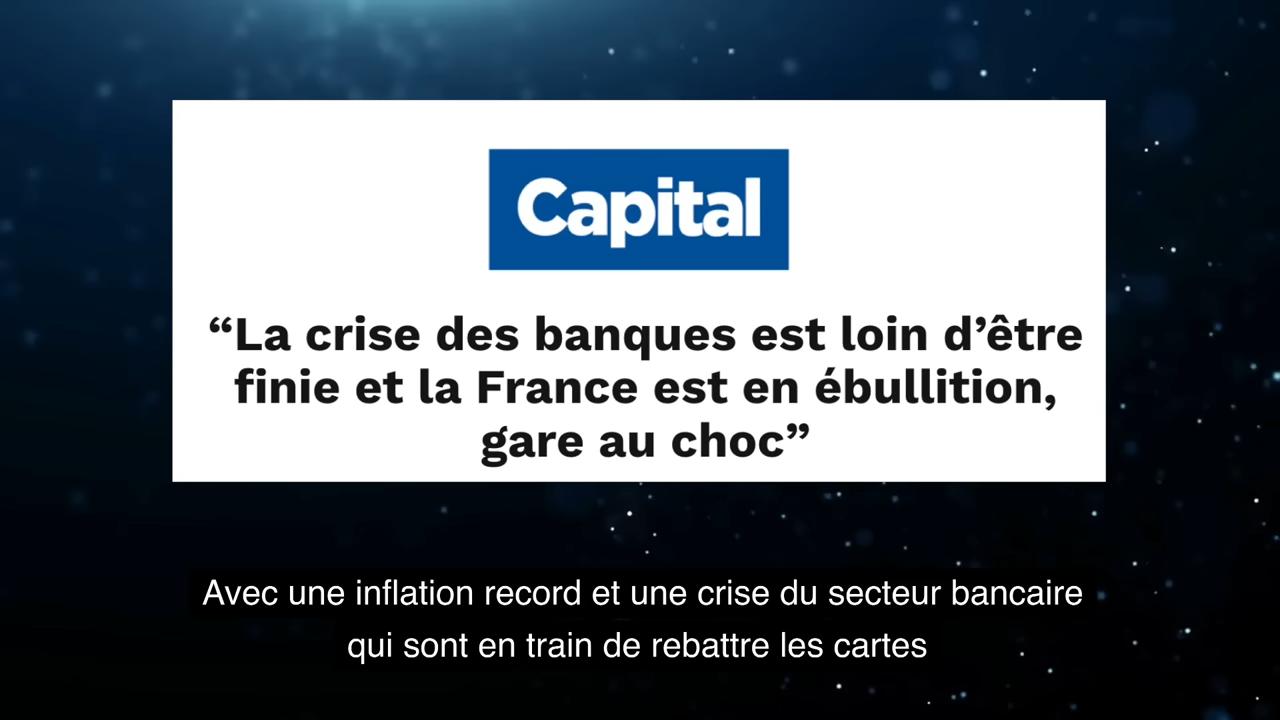 Capital
“La crise des banques est loin d’être
finie et la France est en ébullition,
gare au choc”
Avec une inflation record et une crise du secteur bancaire
qui sont en train de rebattre les cartes